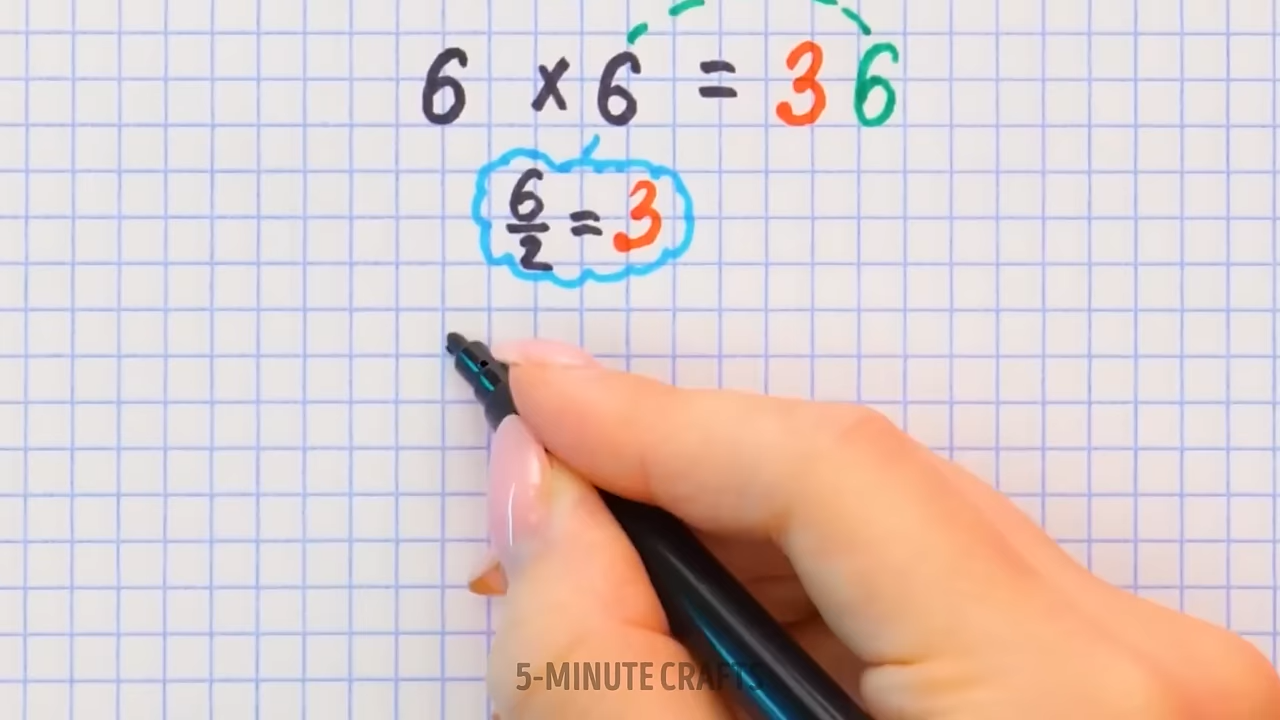 6 × 6 = 36
6/2 = 3
5-MINUTE CRAFTS